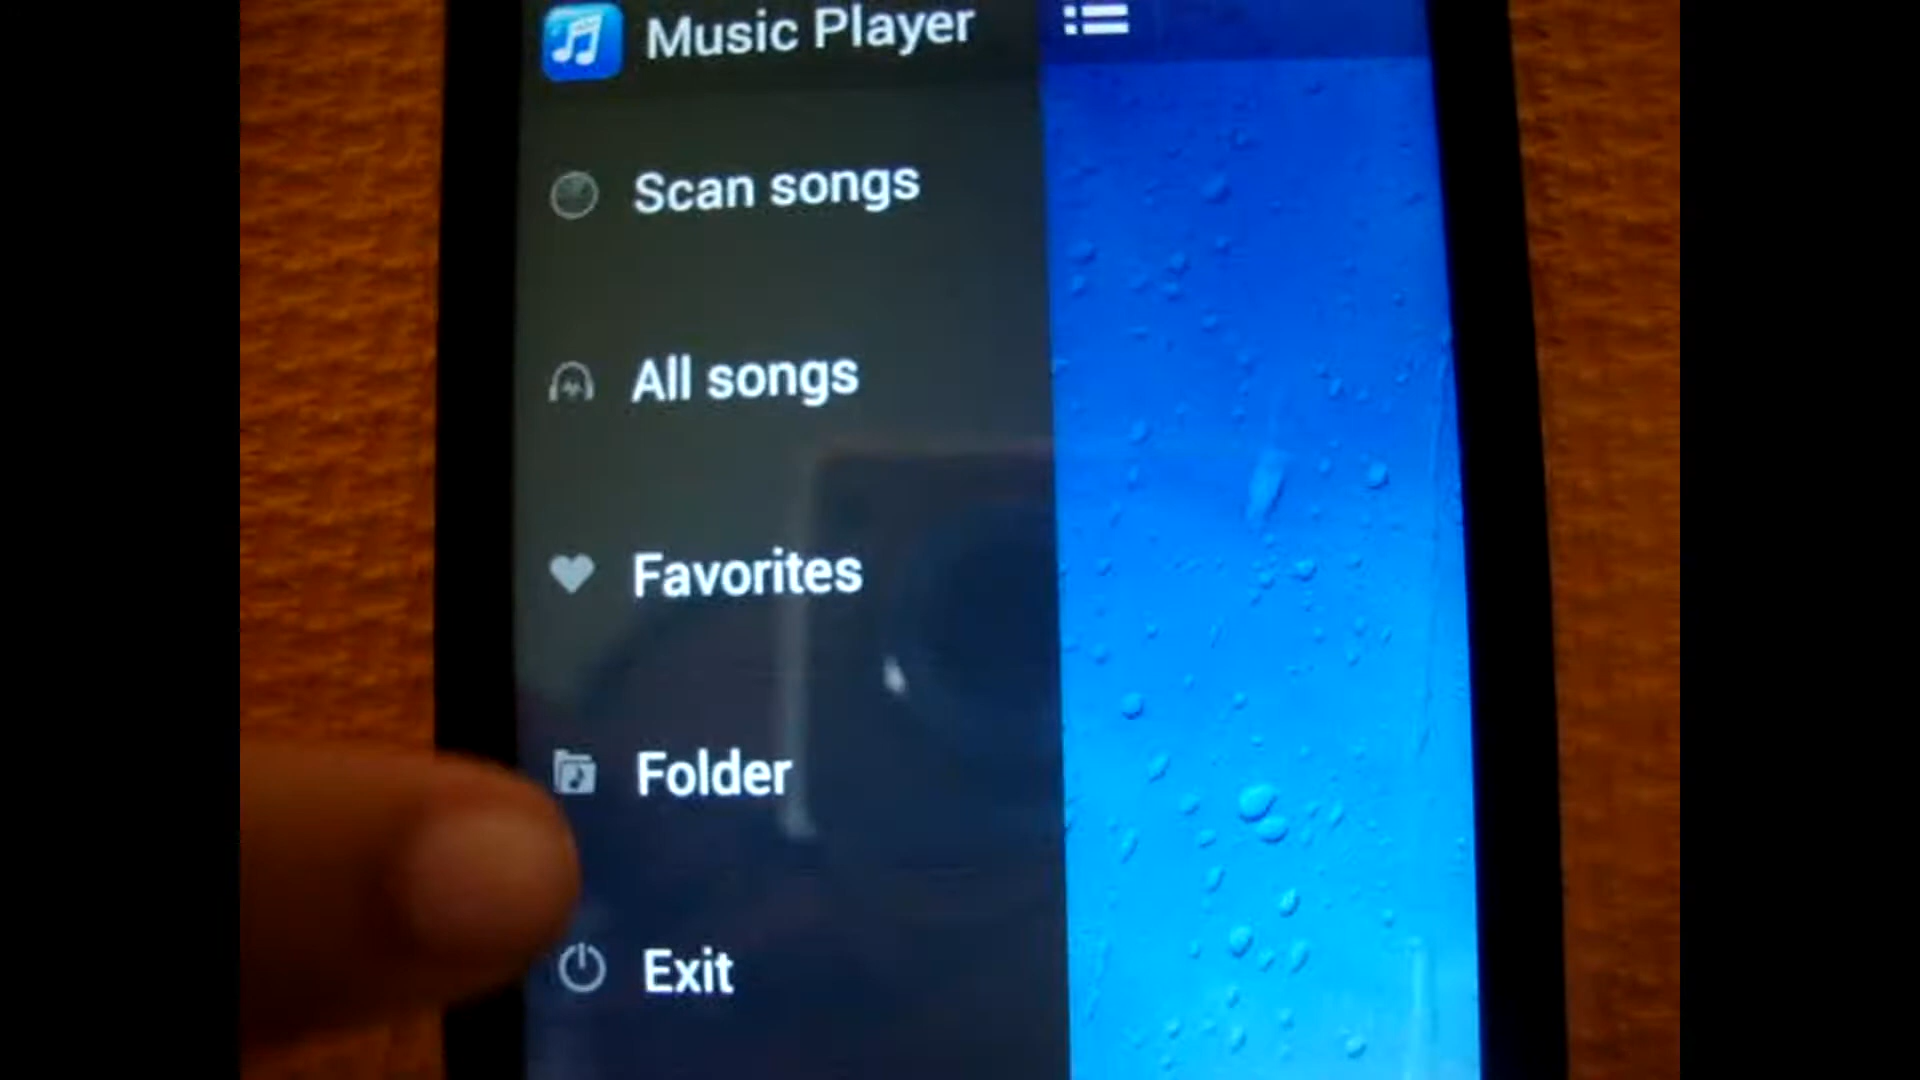 Music Player
Scan songs
All songs
Favorites
Folder
Exit